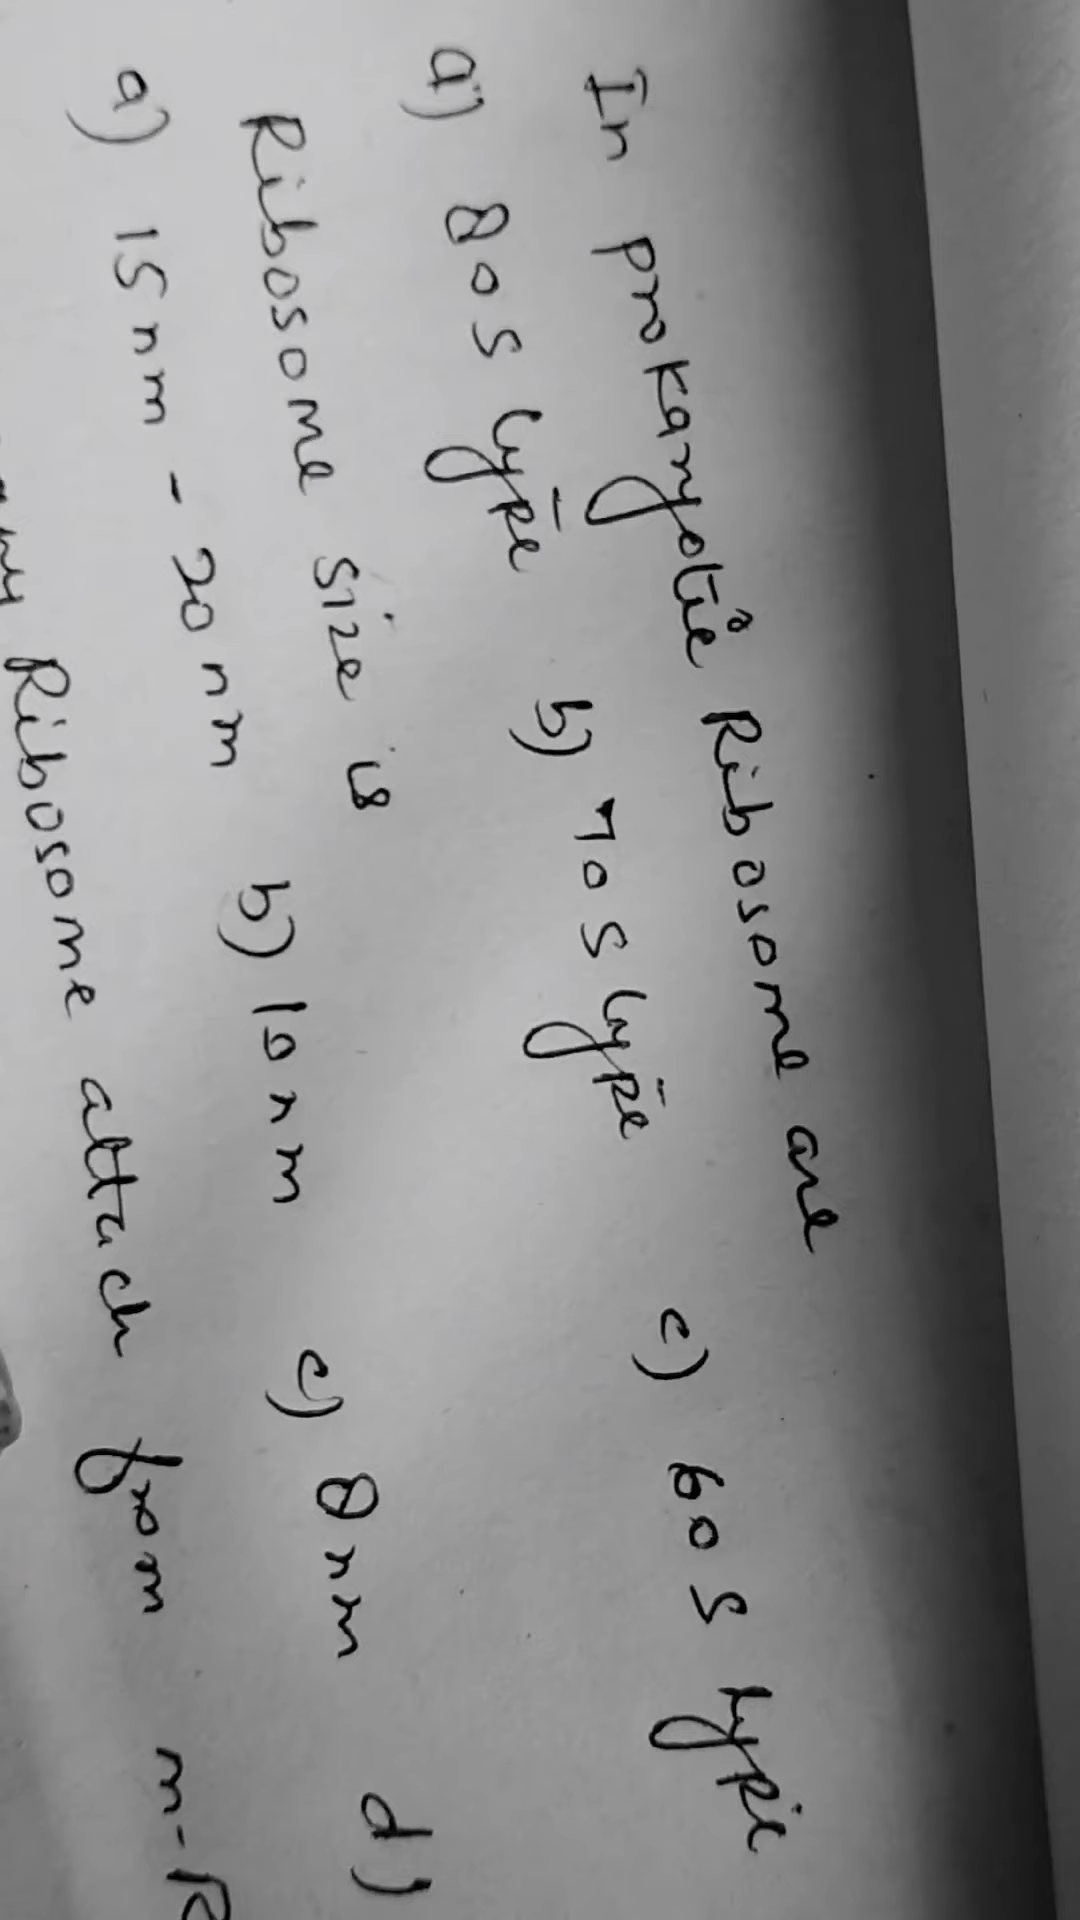 In prokaryotic Ribosome are
a) 80s type b) 70s type c) 60s type
Ribosome size is
a) 15nm - 20nm b) 10nm c) 8nm d)
Ribosome attach from m-R